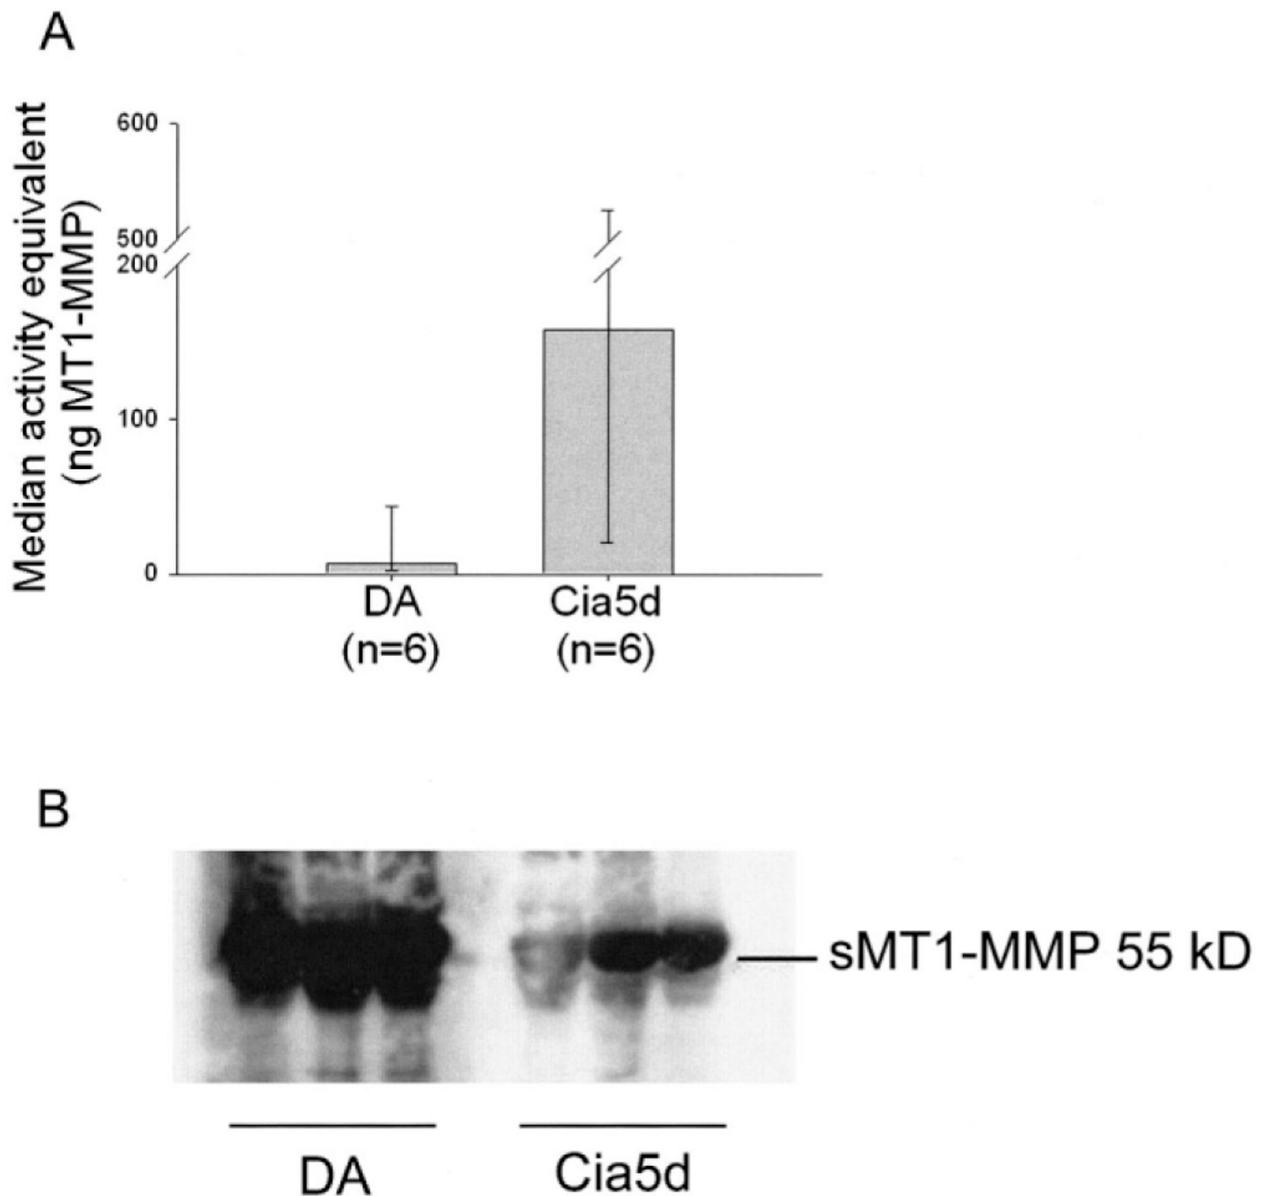 A
Median activity equivalent
(ng MT1-MMP)
600
500
200
100
0
DA
(n=6)
Cia5d
(n=6)
B
sMT1-MMP 55 kD
DA
Cia5d